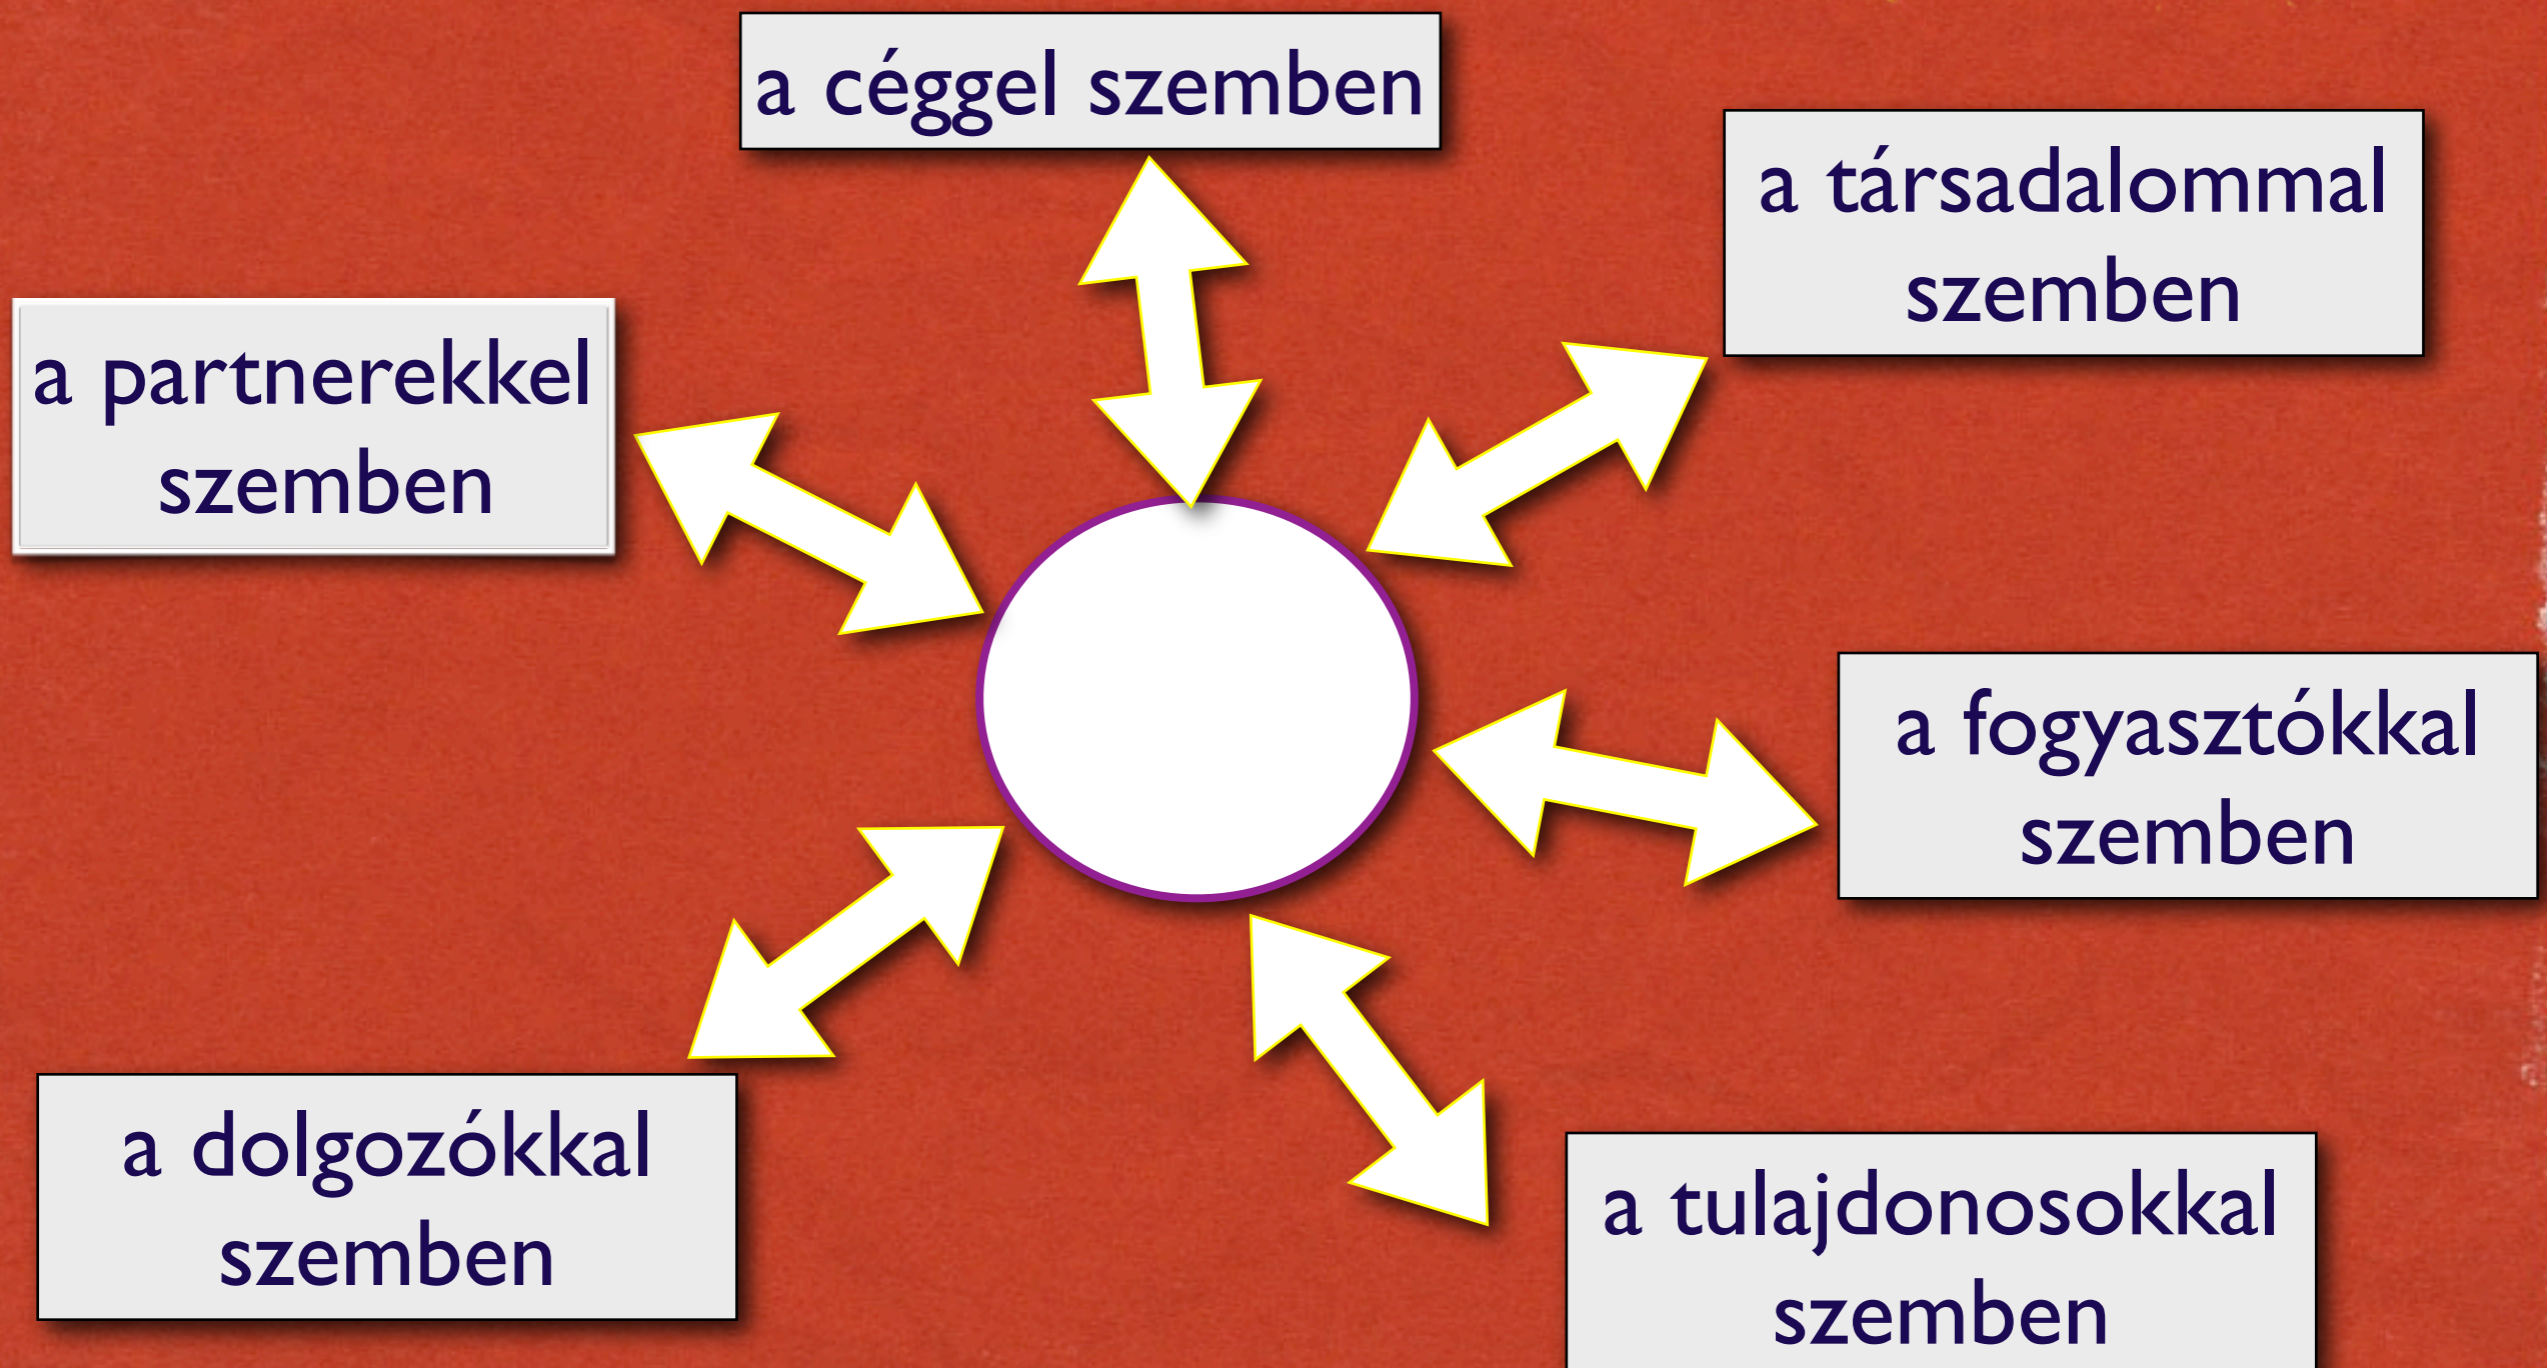 a céggel szemben
a társadalommal
szemben
a partnerekkel
szemben
a fogyasztókkal
szemben
a dolgozókkal
szemben
a tulajdonosokkal
szemben